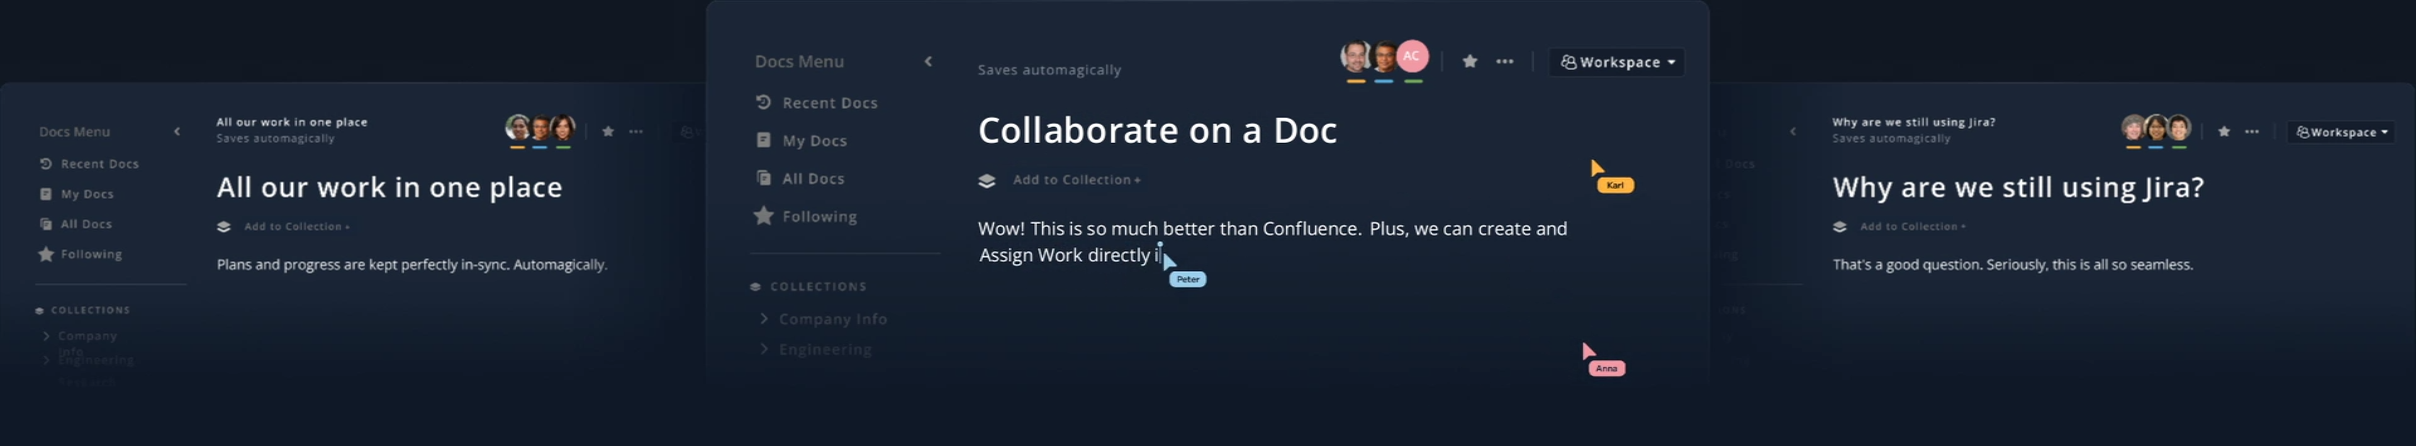 Docs Menu
All our work in one place
Saves automagically
Recent Docs
My Docs
All Docs
Following
All our work in one place
Add to Collection +
Plans and progress are kept perfectly in-sync. Automagically.
COLLECTIONS
Company
Info
Engineering
Docs Menu
Saves automagically
AC
Workspace
Recent Docs
My Docs
All Docs
Following
Collaborate on a Doc
Add to Collection +
Karl
Wow! This is so much better than Confluence. Plus, we can create and
Assign Work directly i
Peter
COLLECTIONS
Company Info
Engineering
Anna
Docs
Why are we still using Jira?
Saves automagically
Workspace
Why are we still using Jira?
Add to Collection +
That's a good question. Seriously, this is all so seamless.